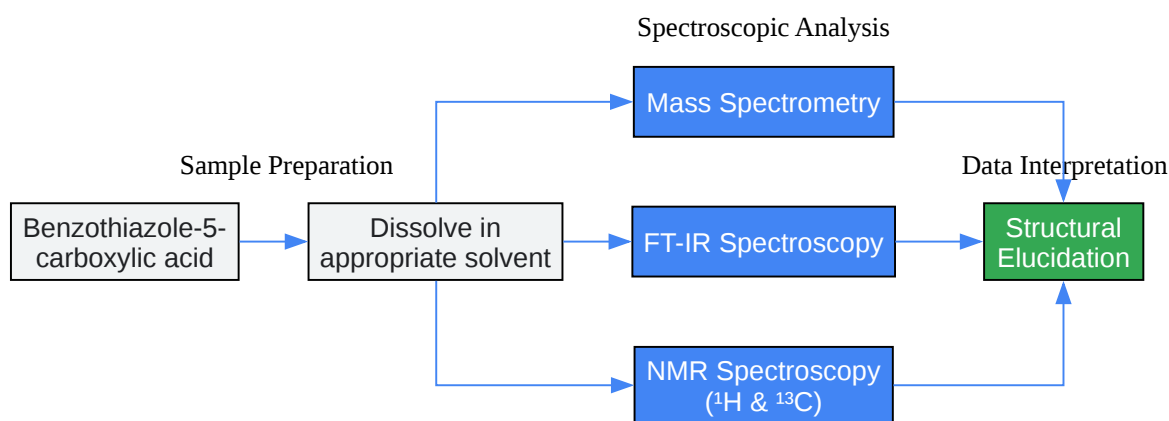 Spectroscopic Analysis
Mass Spectrometry
Sample Preparation
Data Interpretation
Benzothiazole-5-
carboxylic acid
Dissolve in
appropriate solvent
FT-IR Spectroscopy
Structural
Elucidation
NMR Spectroscopy
(¹H & ¹³C)